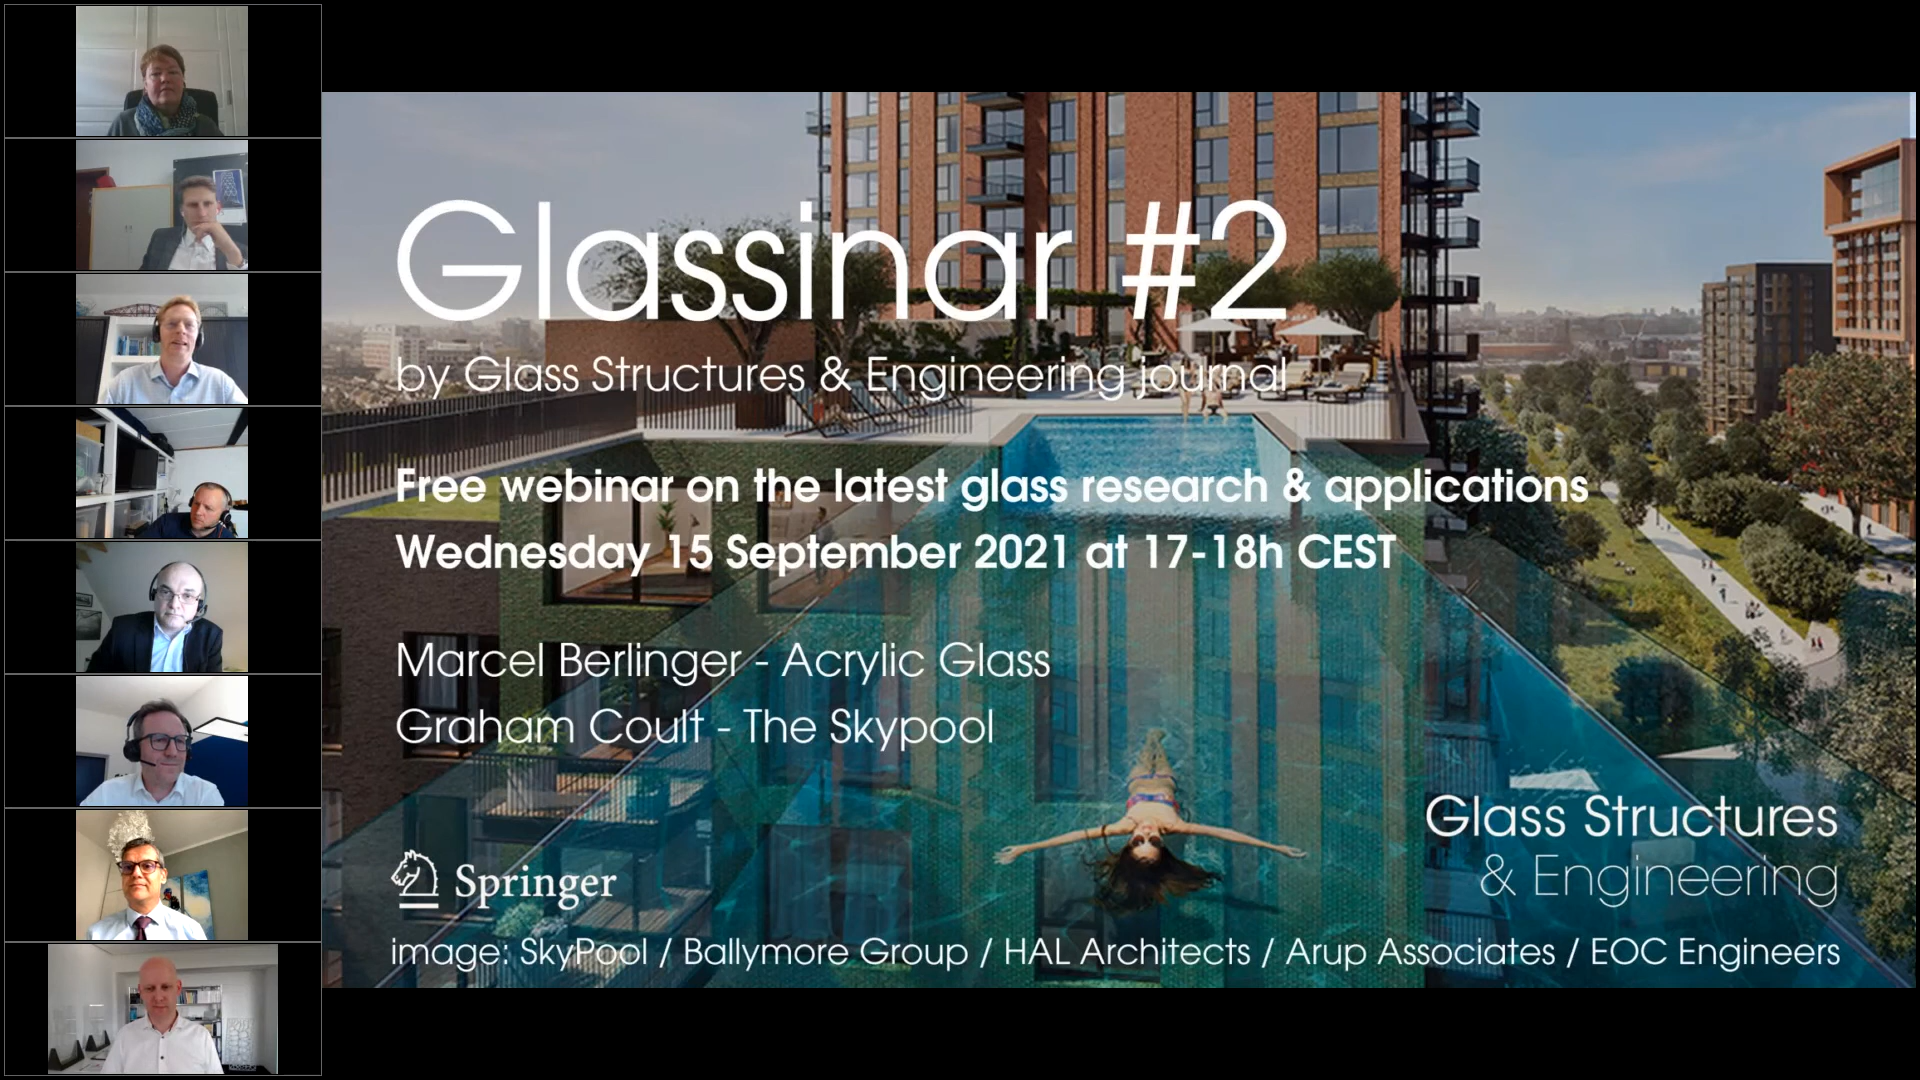 Glassinar #2
by Glass Structures & Engineering journal
Free webinar on the latest glass research & applications
Wednesday 15 September 2021 at 17-18h CEST
Marcel Berlinger - Acrylic Glass
Graham Coult - The Skypool
Springer
Glass Structures
& Engineering
image: SkyPool / Ballymore Group / HAL Architects / Arup Associates / EOC Engineers